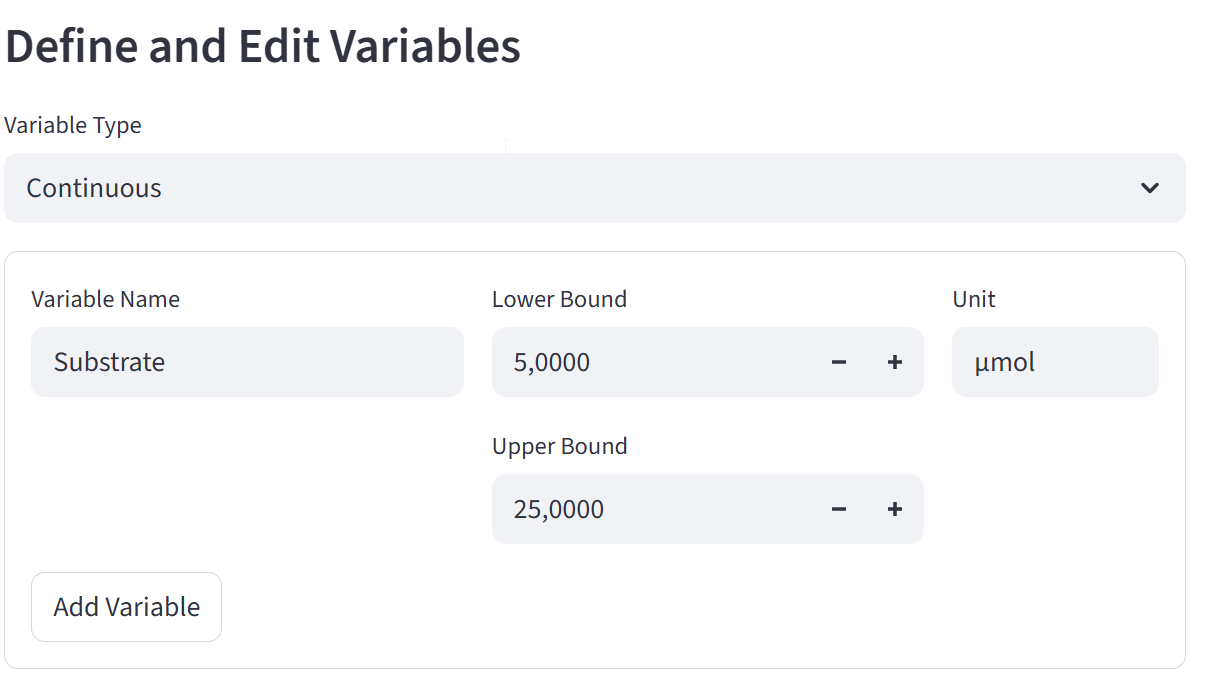 Define and Edit Variables
Variable Type
Continuous
Variable Name
Lower Bound
Unit
Substrate
5,0000
μmol
Upper Bound
25,0000
Add Variable